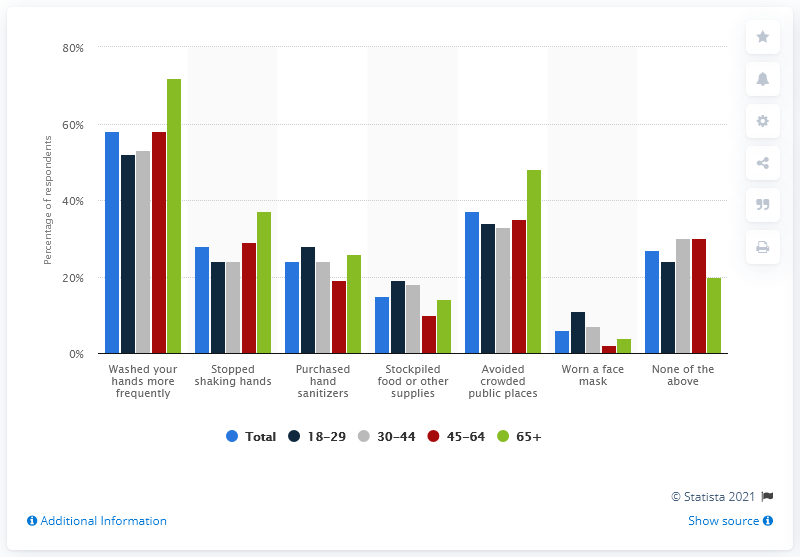 80%
60%
40%
20%
0%
Percentage of respondents
Washed your
hands more
frequently
Stopped
shaking hands
Purchased
hand
sanitizers
Stockpiled
food or other
supplies
Avoided
crowded
public places
Worn a face
mask
None of the
above
Total 18-29 30-44 45-64 65+
© Statista 2021
Additional Information
Show source